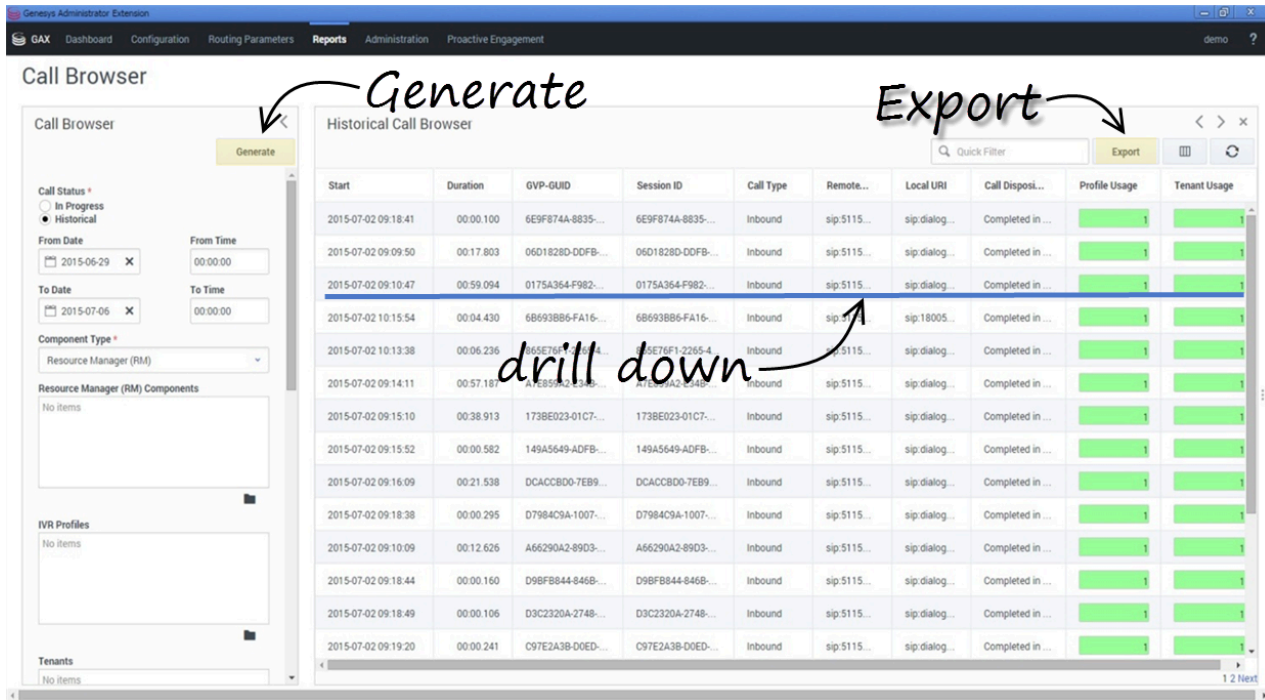 Genesys Administrator Extension
GAX Dashboard Configuration Routing Parameters Reports Administration Proactive Engagement demo ?
Call Browser
Generate
Export
Call Browser
Generate
Call Status *
In Progress
Historical
From Date From Time
2015-06-29 00:00:00
To Date To Time
2015-07-06 00:00:00
Component Type *
Resource Manager (RM)
Resource Manager (RM) Components
No items
IVR Profiles
No items
Tenants
No items
Historical Call Browser
Quick Filter Export
Start Duration GVP-GUID Session ID Call Type Remote... Local URI Call Disposi... Profile Usage Tenant Usage
2015-07-02 09:18:41 00:00.100 6E9F874A-8835-... 6E9F874A-8835-... Inbound sip:5115... sip:dialog... Completed in ... 1 1
2015-07-02 09:09:50 00:17.803 06D1828D-DDFB-... 06D1828D-DDFB-... Inbound sip:5115... sip:dialog... Completed in ... 1 1
2015-07-02 09:10:47 00:59.094 0175A364-F982-... 0175A364-F982-... Inbound sip:5115... sip:dialog... Completed in ... 1 1
2015-07-02 10:15:54 00:04.430 6B693BB6-FA16-... 6B693BB6-FA16-... Inbound sip:18005... Completed in ... 1 1
2015-07-02 10:13:38 00:06.236 865E76F1-2265-4... 865E76F1-2265-4... Inbound sip:5115... sip:dialog... Completed in ... 1 1
drill down
2015-07-02 09:14:11 00:57.187 Inbound sip:5115... sip:dialog... Completed in ... 1 1
2015-07-02 09:15:10 00:38.913 173BE023-01C7-... 173BE023-01C7-... Inbound sip:5115... sip:dialog... Completed in ... 1 1
2015-07-02 09:15:52 00:00.582 149A5649-ADFB-... 149A5649-ADFB-... Inbound sip:5115... sip:dialog... Completed in ... 1 1
2015-07-02 09:16:09 00:21.538 DCACCBD0-7EB9... DCACCBD0-7EB9... Inbound sip:5115... sip:dialog... Completed in ... 1 1
2015-07-02 09:18:38 00:00.295 D7984C9A-1007-... D7984C9A-1007-... Inbound sip:5115... sip:dialog... Completed in ... 1 1
2015-07-02 09:10:09 00:12.626 A66290A2-89D3-... A66290A2-89D3-... Inbound sip:5115... sip:dialog... Completed in ... 1 1
2015-07-02 09:18:44 00:00.160 D9BFB844-846B-... D9BFB844-846B-... Inbound sip:5115... sip:dialog... Completed in ... 1 1
2015-07-02 09:18:49 00:00.106 D3C2320A-2748-... D3C2320A-2748-... Inbound sip:5115... sip:dialog... Completed in ... 1 1
2015-07-02 09:19:20 00:00.241 C97E2A3B-D0ED-... C97E2A3B-D0ED-... Inbound sip:5115... sip:dialog... Completed in ... 1 1
1 2 Next